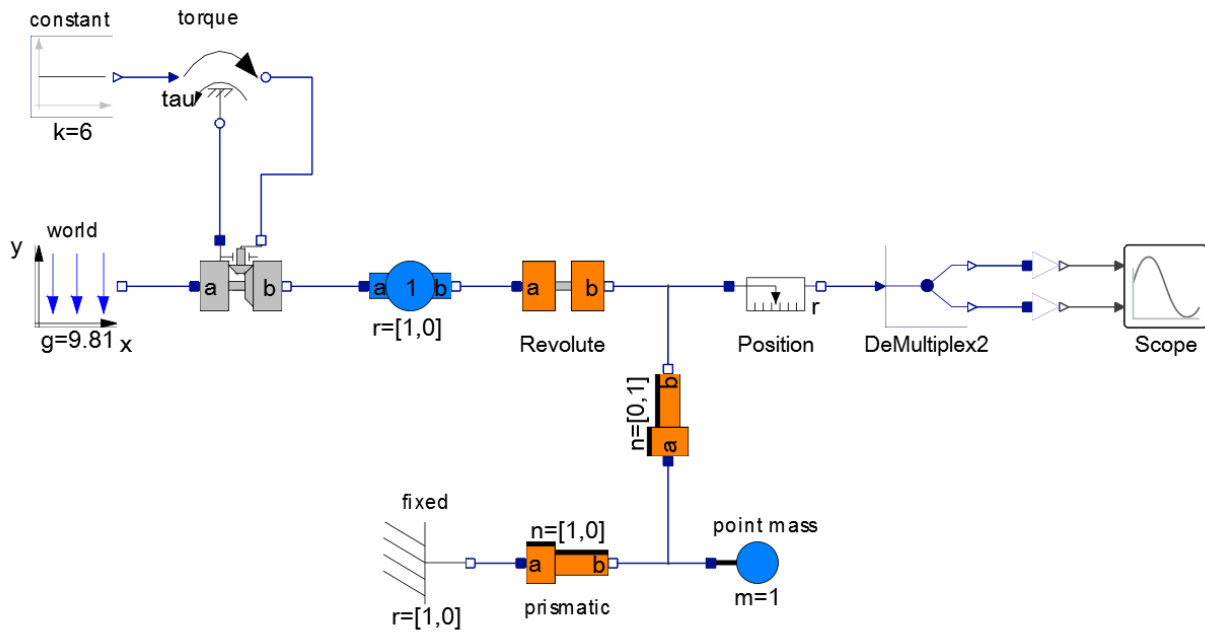 constant
torque
tau
k=6
y
world
g=9.81
x
a
b
a
1
b
r=[1,0]
a
b
Revolute
r
Position
DeMultiplex2
Scope
n=[0,1]
b
a
fixed
r=[1,0]
n=[1,0]
a
b
prismatic
point mass
m=1